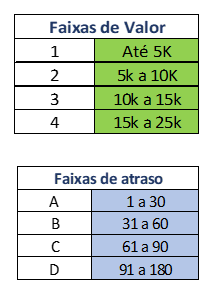 Faixas de Valor
1 Até 5K
2 5k a 10K
3 10k a 15k
4 15k a 25k
Faixas de atraso
A 1 a 30
B 31 a 60
C 61 a 90
D 91 a 180